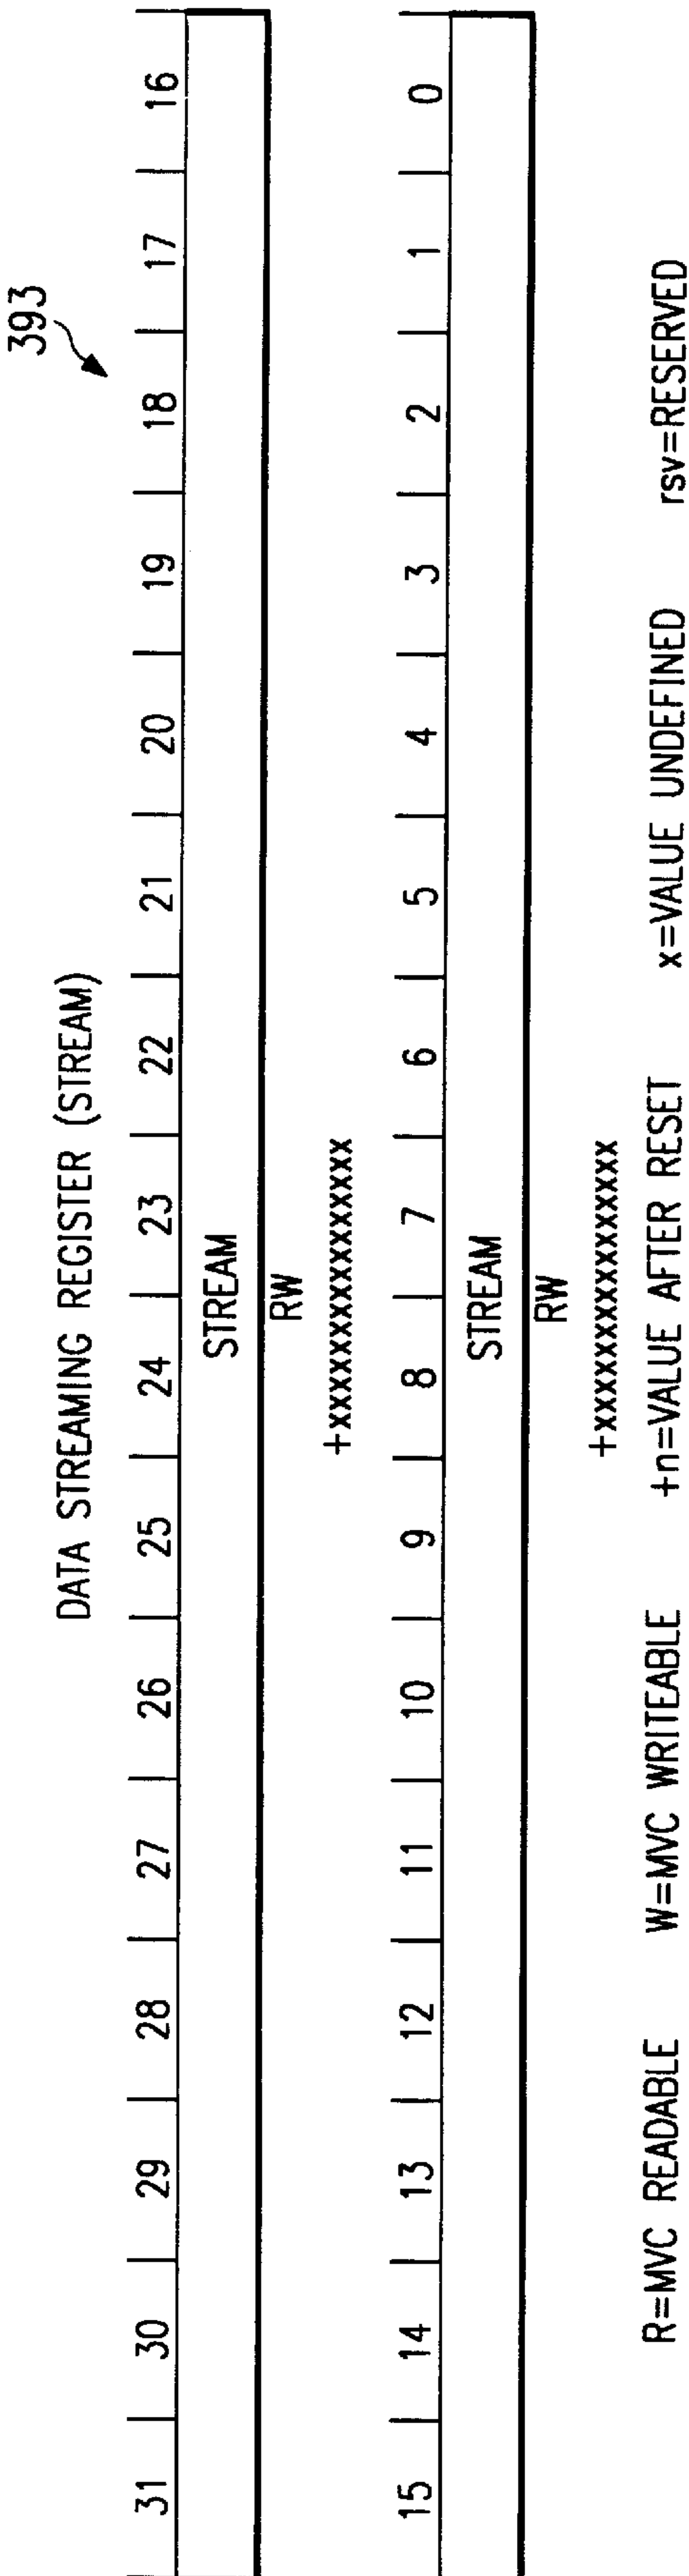 393
DATA STREAMING REGISTER (STREAM)
31 30 29 28 27 26 25 24 23 22 21 20 19 18 17 16
STREAM
RW
+xxxxxxxxxxxxxxxx
15 14 13 12 11 10 9 8 7 6 5 4 3 2 1 0
STREAM
RW
+xxxxxxxxxxxxxxxx
R=MVC READABLE W=MVC WRITEABLE +n=VALUE AFTER RESET x=VALUE UNDEFINED rsv=RESERVED